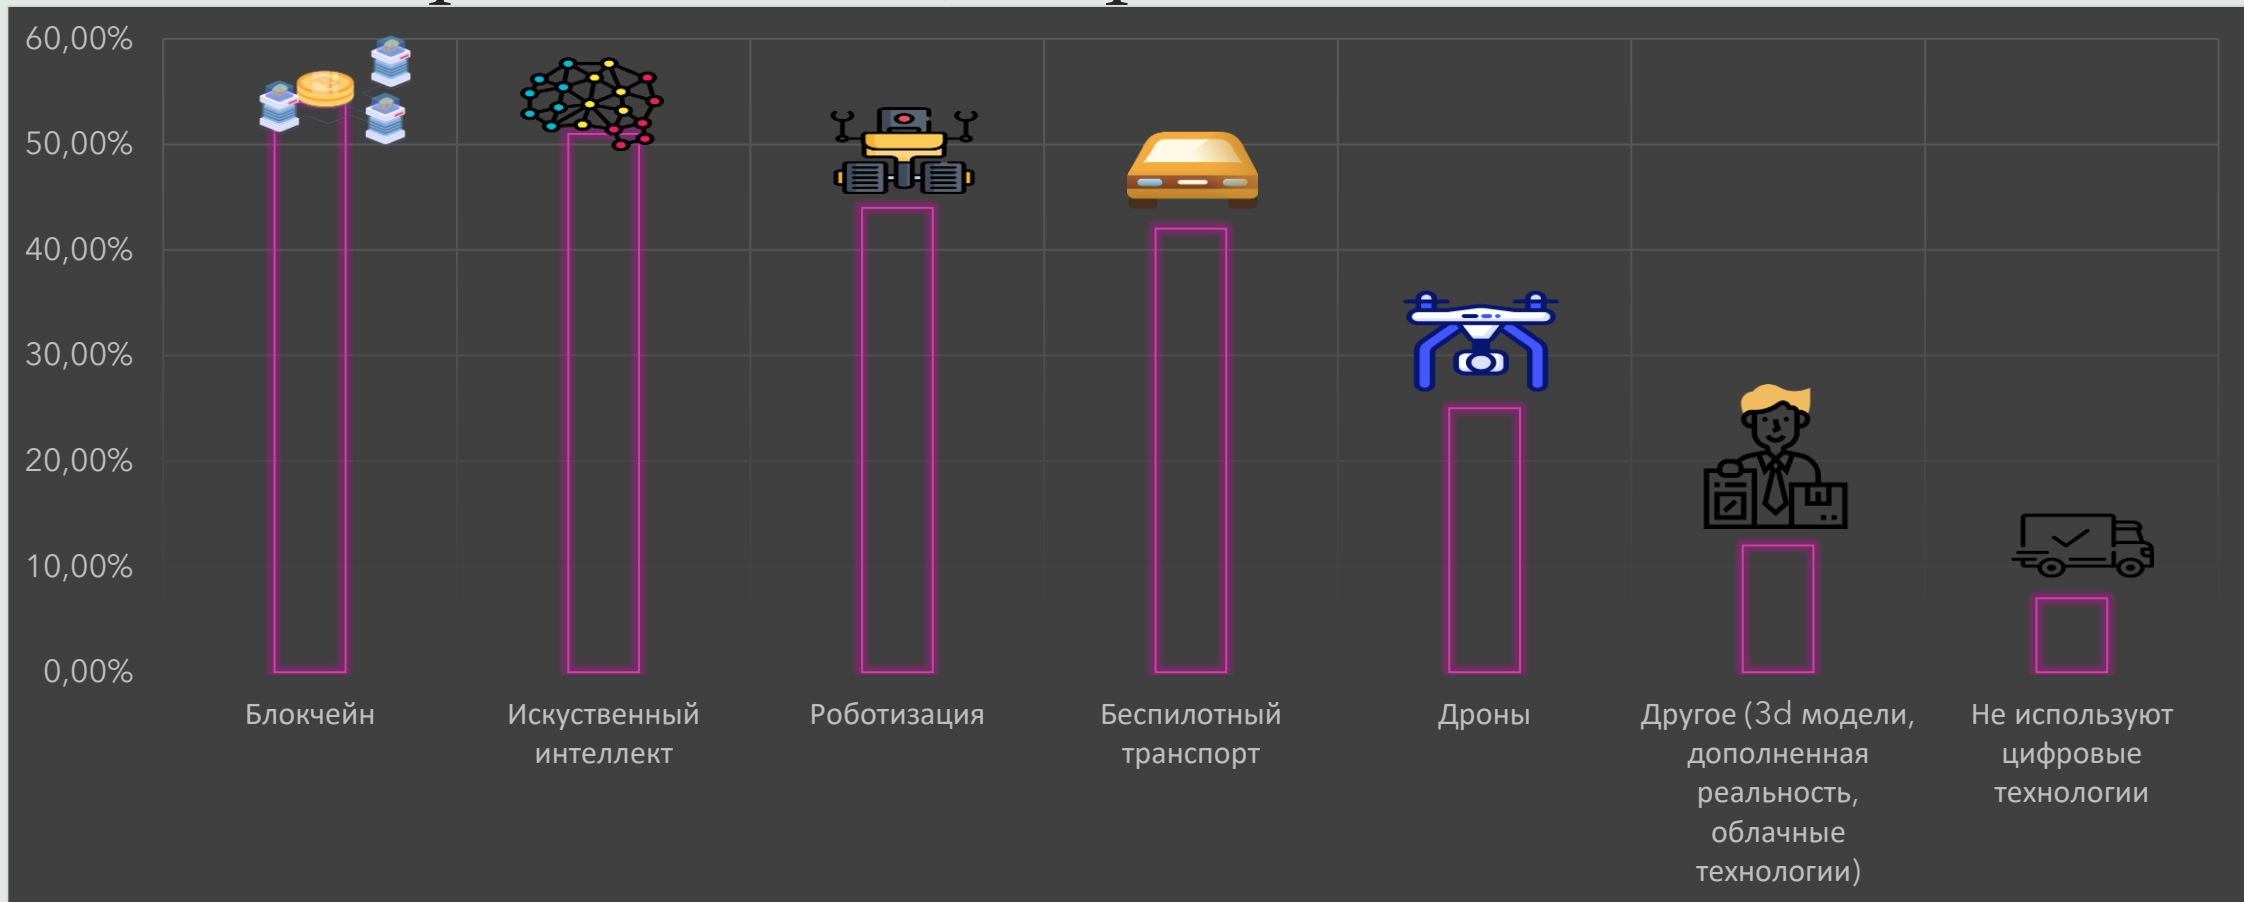 60,00%
50,00%
40,00%
30,00%
20,00%
10,00%
0,00%
Блокчейн
Искуственный
интеллект
Роботизация
Беспилотный
транспорт
Дроны
Другое (3d модели,
дополненная
реальность,
облачные
технологии)
Не используют
цифровые
технологии